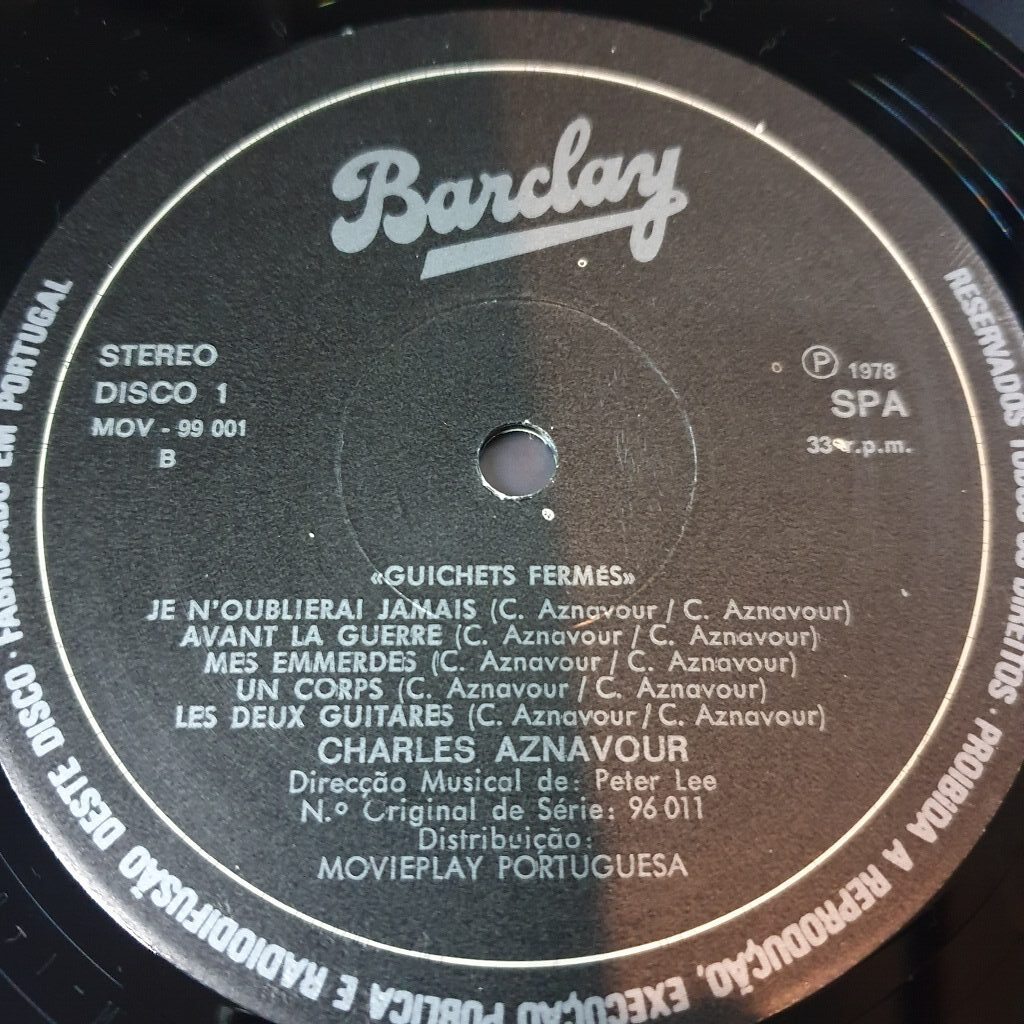 Barclay
STEREO
DISCO 1
MOV - 99 001
B
Ⓟ 1978
SPA
33 r.p.m.
«GUICHETS FERMÉS»
JE N'OUBLIERAI JAMAIS (C. Aznavour / C. Aznavour)
AVANT LA GUERRE (C. Aznavour / C. Aznavour)
MES EMMERDES (C. Aznavour / C. Aznavour)
UN CORPS (C. Aznavour / C. Aznavour)
LES DEUX GUITARES (C. Aznavour / C. Aznavour)
CHARLES AZNAVOUR
Direcção Musical de: Peter Lee
N.º Original de Série: 96 011
Distribuição:
MOVIEPLAY PORTUGUESA
RESERVADOS TODOS OS DIREITOS · PROIBIDA A REPRODUÇÃO, EXECUÇÃO PÚBLICA E RADIODIFUSÃO DESTE DISCO · FABRICADO EM PORTUGAL